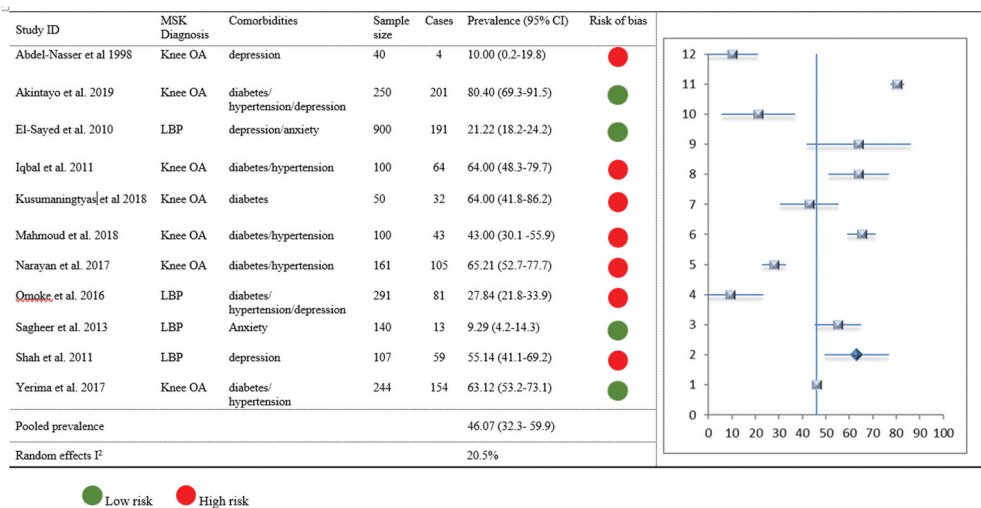 Study ID MSK Diagnosis Comorbidities Sample size Cases Prevalence (95% CI) Risk of bias
Abdel-Nasser et al 1998 Knee OA depression 40 4 10.00 (0.2-19.8)
Akintayo et al. 2019 Knee OA diabetes/ hypertension/depression 250 201 80.40 (69.3-91.5)
El-Sayed et al. 2010 LBP depression/anxiety 900 191 21.22 (18.2-24.2)
Iqbal et al. 2011 Knee OA diabetes/hypertension 100 64 64.00 (48.3-79.7)
Kusumaningtyas et al 2018 Knee OA diabetes 50 32 64.00 (41.8-86.2)
Mahmoud et al. 2018 Knee OA diabetes/hypertension 100 43 43.00 (30.1 -55.9)
Narayan et al. 2017 Knee OA diabetes/hypertension 161 105 65.21 (52.7-77.7)
Omoke et al. 2016 LBP diabetes/ hypertension/depression 291 81 27.84 (21.8-33.9)
Sagheer et al. 2013 LBP Anxiety 140 13 9.29 (4.2-14.3)
Shah et al. 2011 LBP depression 107 59 55.14 (41.1-69.2)
Yerima et al. 2017 Knee OA diabetes/ hypertension 244 154 63.12 (53.2-73.1)
Pooled prevalence 46.07 (32.3- 59.9)
Random effects I² 20.5%
12
11
10
9
8
7
6
5
4
3
2
1
0
0 10 20 30 40 50 60 70 80 90 100
Low risk High risk